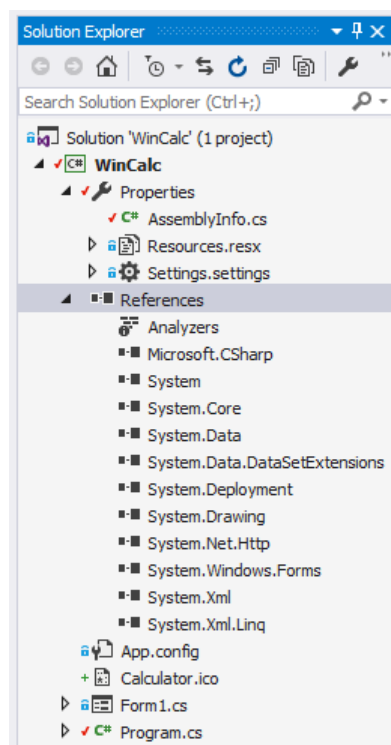 Solution Explorer
Search Solution Explorer (Ctrl+;)
Solution 'WinCalc' (1 project)
C# WinCalc
Properties
C# AssemblyInfo.cs
Resources.resx
Settings.settings
References
Analyzers
Microsoft.CSharp
System
System.Core
System.Data
System.Data.DataSetExtensions
System.Deployment
System.Drawing
System.Net.Http
System.Windows.Forms
System.Xml
System.Xml.Linq
App.config
Calculator.ico
Form1.cs
C# Program.cs